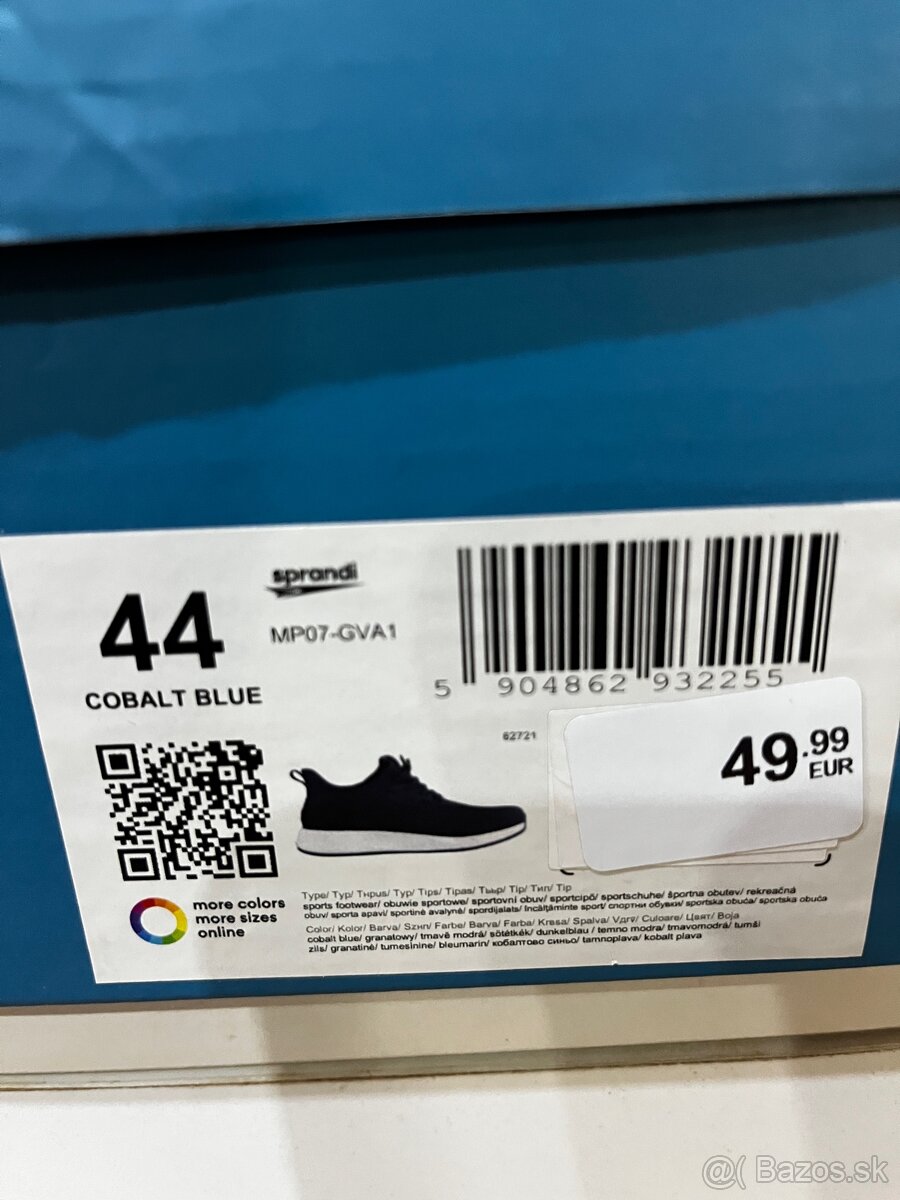 44
COBALT BLUE
sprandi
MP07-GVA1
5 904862 932255
62721
49.99
EUR
more colors
more sizes
online
Type/ Typ/ Типus/ Typ/ Tips/ Tipas/ Тъьр/ Tip/ Тип/ Tip
sports footwear/ obuwie sportowe/ sportovní obuv/ sportcipő/ sportschuhe/ športna obutev/ rekreačná
obuv/ sporta apavi/ sportinė avalynė/ spordijalats/ încălțăminte sport/ спортни обувки/ sportska obuća/ sportska obuća
Color/ Kolor/ Barva/ Szín/ Farbe/ Barva/ Farba/ Krāsa/ Spalva/ Värv/ Culoare/ Цвят/ Boja
cobalt blue/ granatowy/ tmavě modrá/ sötétkék/ dunkelblau / temno modra/ tmavomodrá/ tumši
zils/ granatinė/ tumesinine/ bleumarin/ кобалтово синьо/ tamnoplava/ kobalt plava
@( Bazos.sk